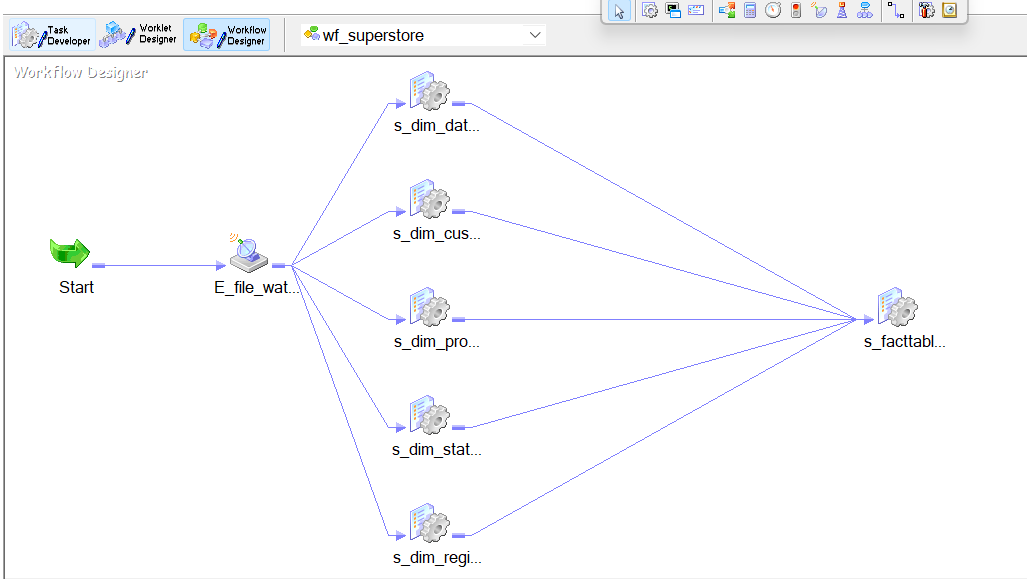 Task
Developer
Worklet
Designer
Workflow
Designer
wf_superstore
Workflow Designer
s_dim_dat...
s_dim_cus...
Start
E_file_wat...
s_dim_pro...
s_facttabl...
s_dim_stat...
s_dim_regi...